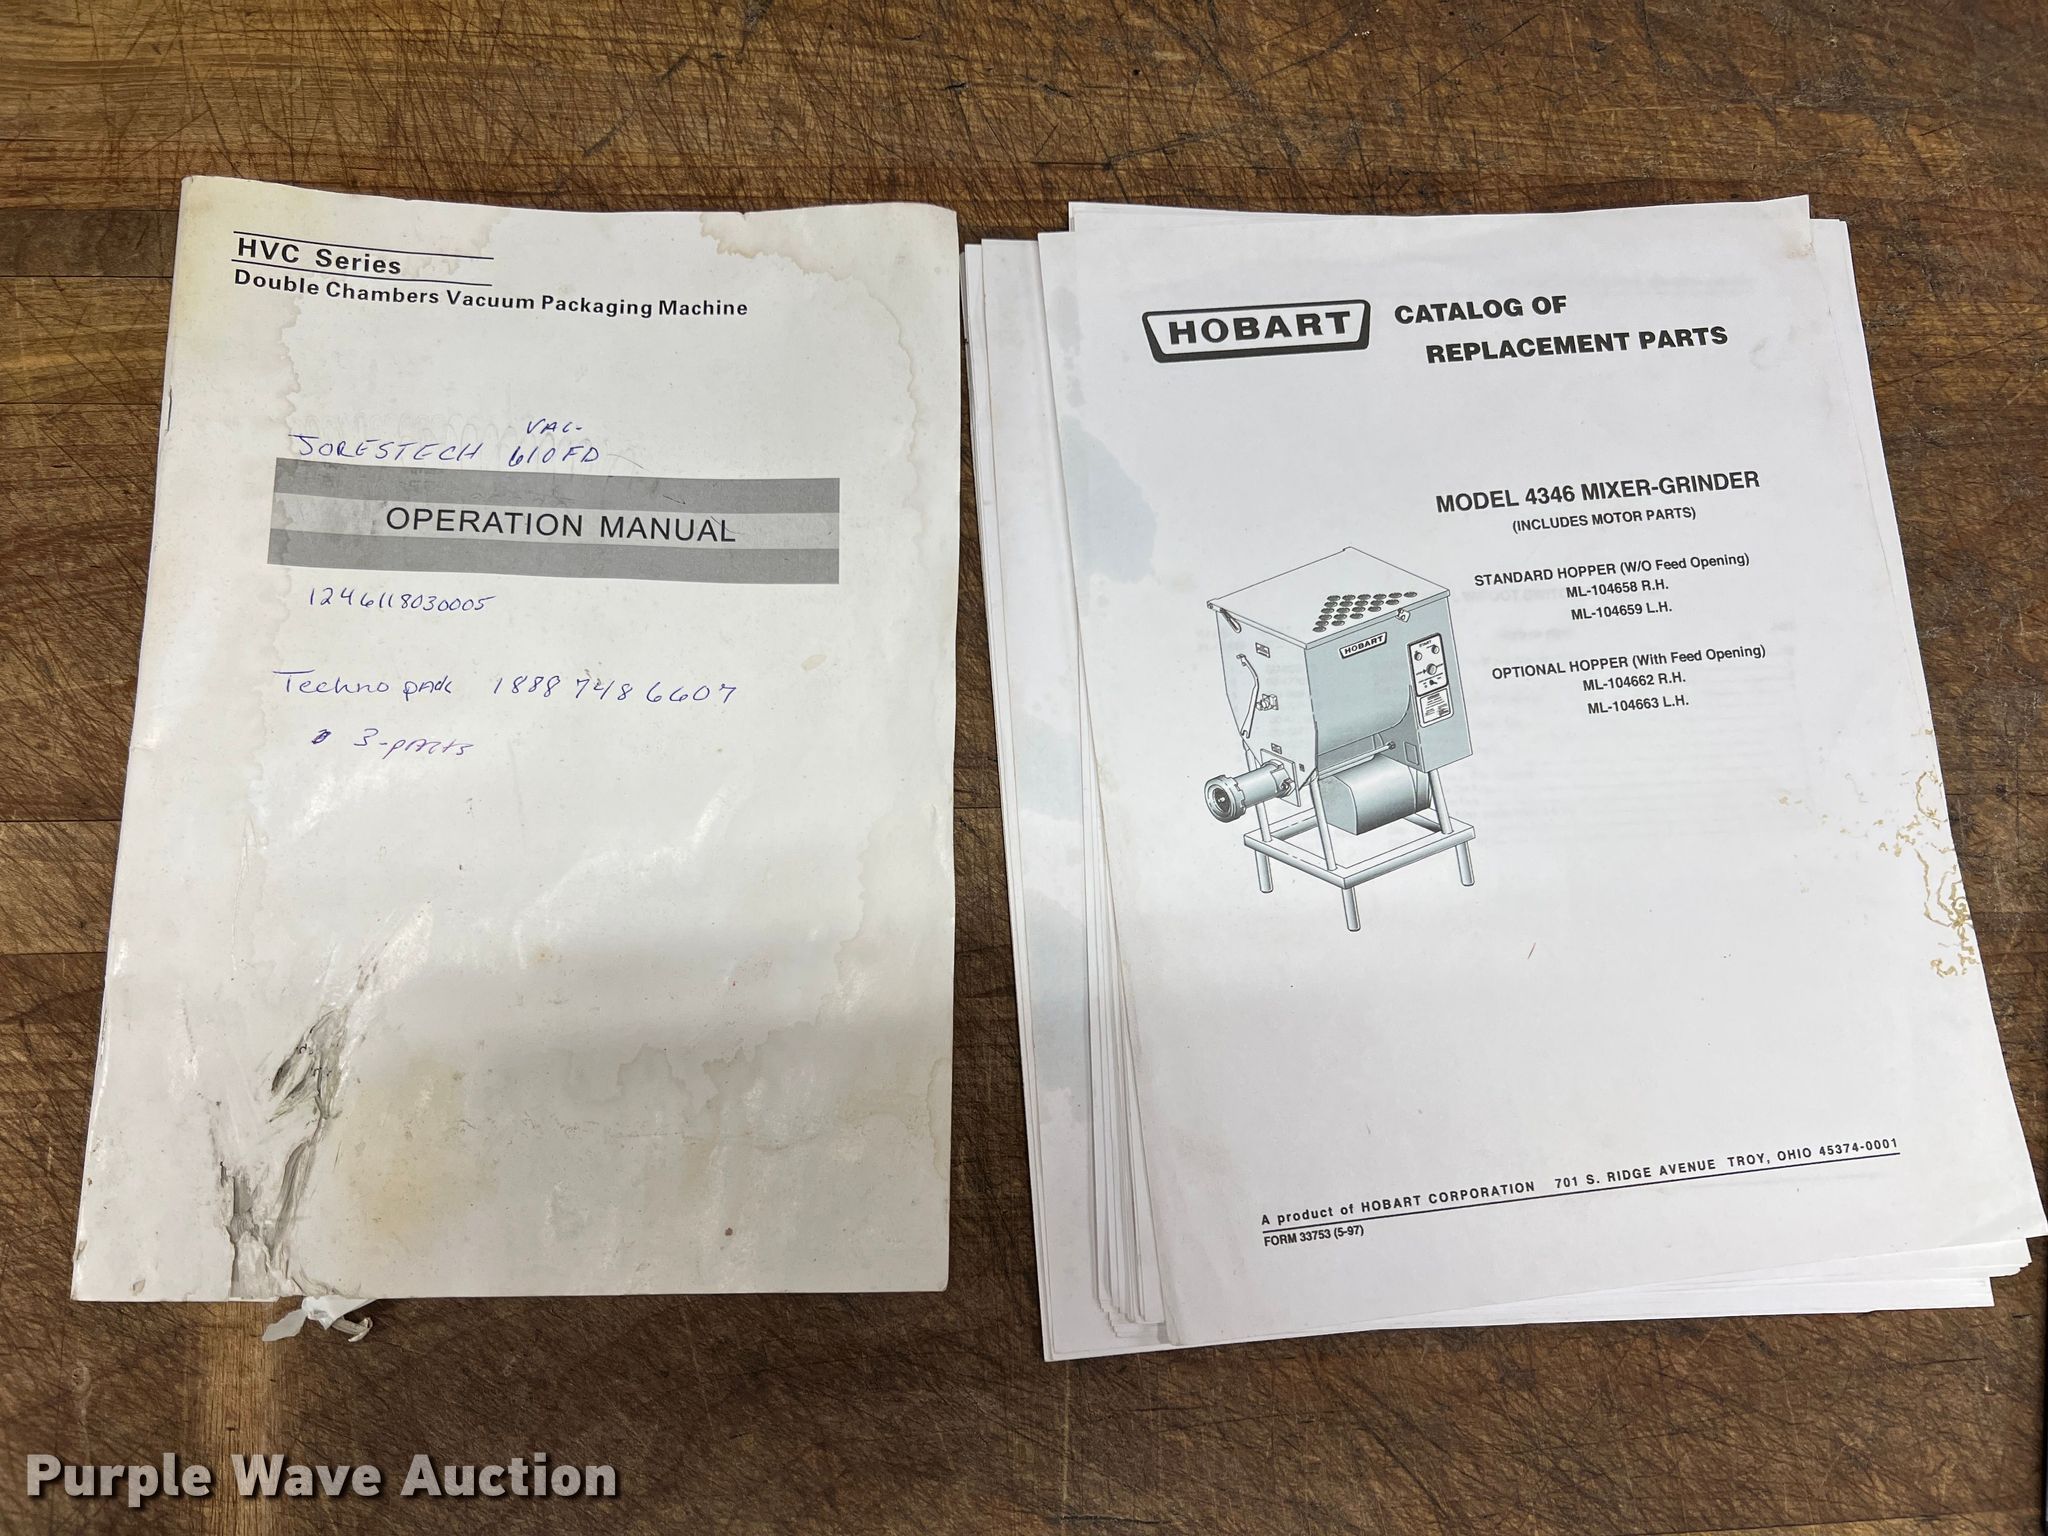 HVC Series
Double Chambers Vacuum Packaging Machine
VAC-
JORESTECH 610FD
OPERATION MANUAL
1246118030005
Techno pack 1888 748 6607
3-parts
HOBART
CATALOG OF
REPLACEMENT PARTS
MODEL 4346 MIXER-GRINDER
(INCLUDES MOTOR PARTS)
STANDARD HOPPER (W/O Feed Opening)
ML-104658 R.H.
ML-104659 L.H.
OPTIONAL HOPPER (With Feed Opening)
ML-104662 R.H.
ML-104663 L.H.
HOBART
A product of HOBART CORPORATION 701 S. RIDGE AVENUE TROY, OHIO 45374-0001
FORM 33753 (5-97)
Purple Wave Auction